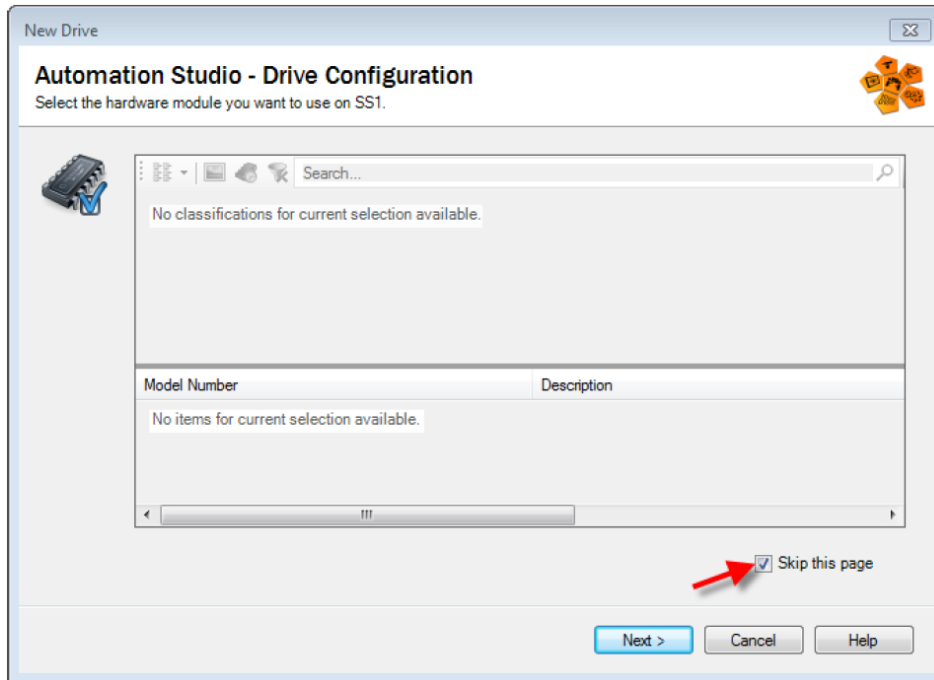 New Drive
Automation Studio - Drive Configuration
Select the hardware module you want to use on SS1.
Search...
No classifications for current selection available.
Model Number Description
No items for current selection available.
Skip this page
Next > Cancel Help